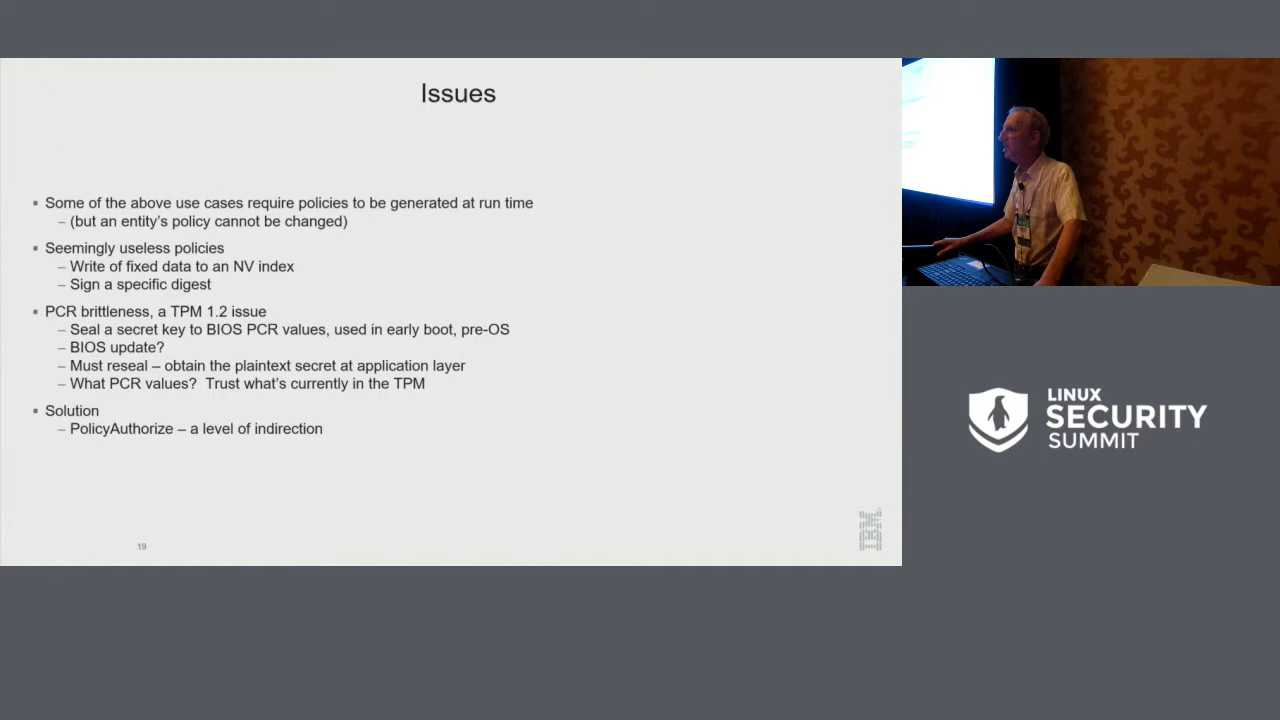 Issues
▪ Some of the above use cases require policies to be generated at run time
– (but an entity's policy cannot be changed)
▪ Seemingly useless policies
– Write of fixed data to an NV index
– Sign a specific digest
▪ PCR brittleness, a TPM 1.2 issue
– Seal a secret key to BIOS PCR values, used in early boot, pre-OS
– BIOS update?
– Must reseal – obtain the plaintext secret at application layer
– What PCR values?  Trust what's currently in the TPM
▪ Solution
– PolicyAuthorize – a level of indirection
19
IBM
LINUX
SECURITY
SUMMIT